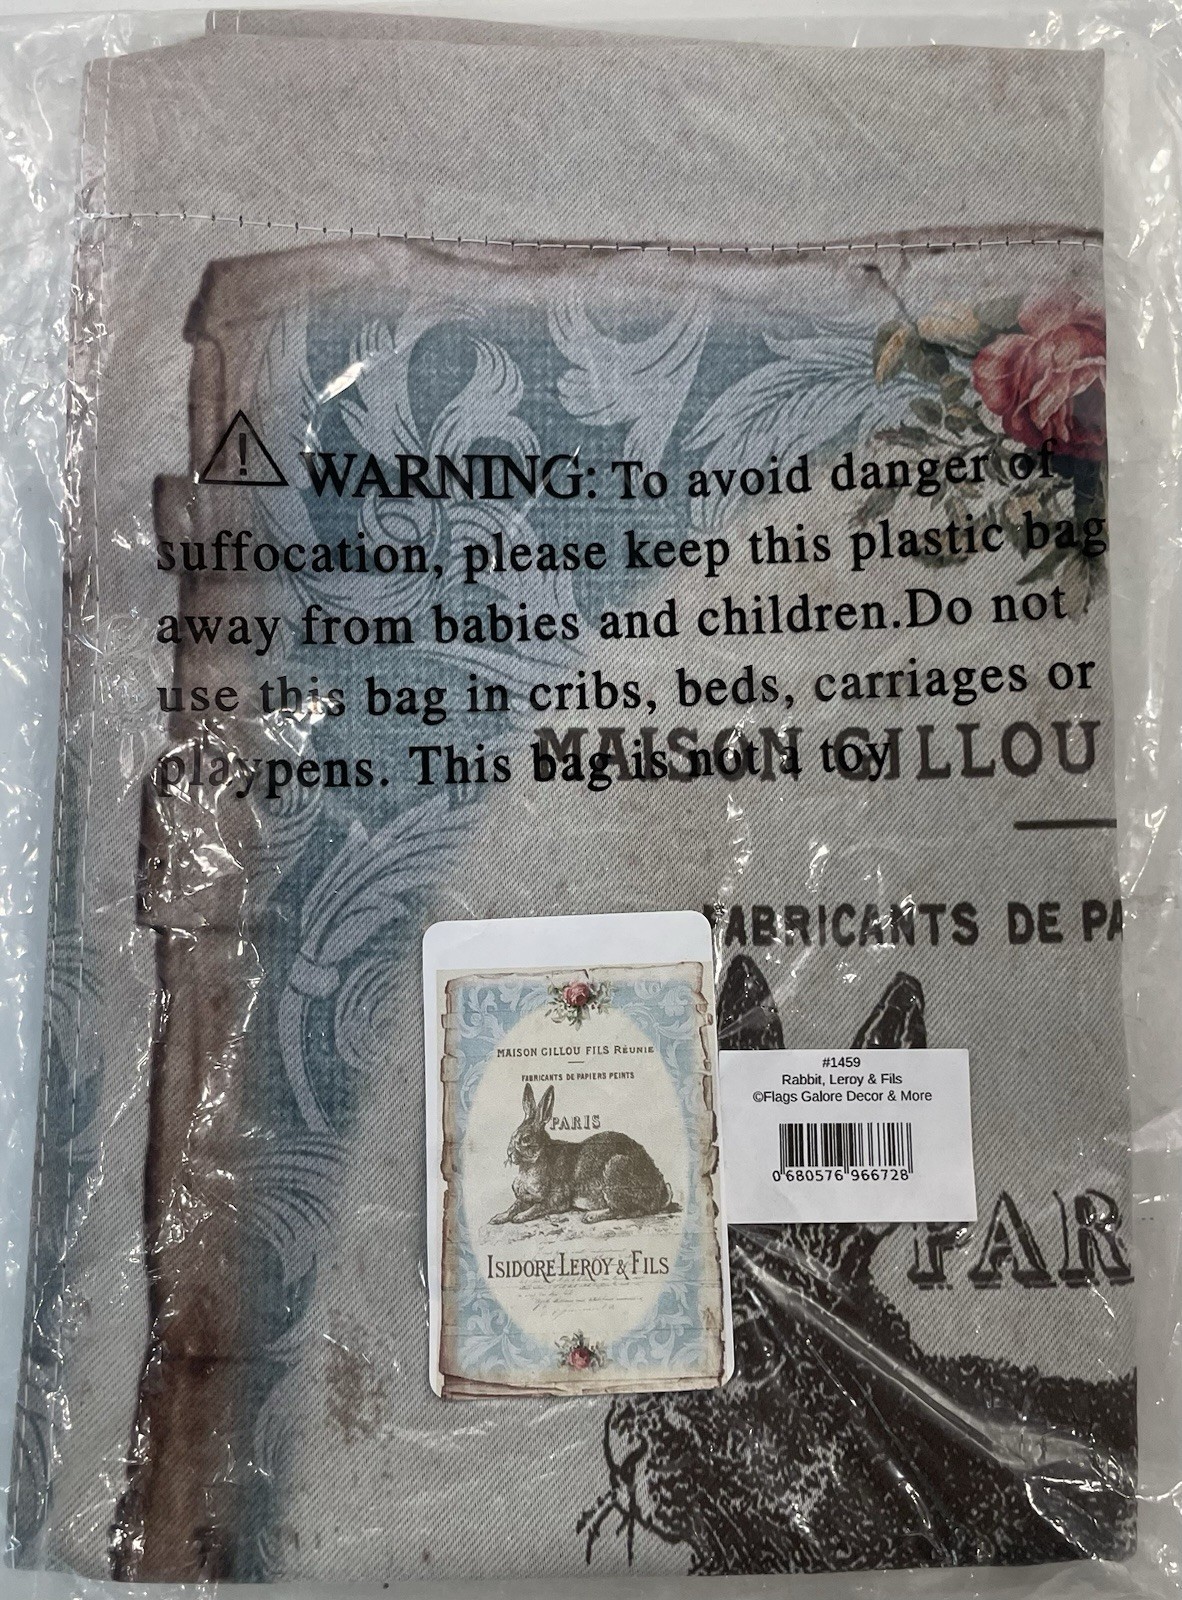 WARNING: To avoid danger of
suffocation, please keep this plastic bag
away from babies and children.Do not
use this bag in cribs, beds, carriages or
playpens. This bag is not a toy
MAISON GILLOU
FABRICANTS DE PA
PAR
MAISON GILLOU FILS RÉUNIE
FABRICANTS DE PAPIERS PEINTS
PARIS
ISIDORE LEROY & FILS
#1459
Rabbit, Leroy & Fils
©Flags Galore Decor & More
0 680576 966728